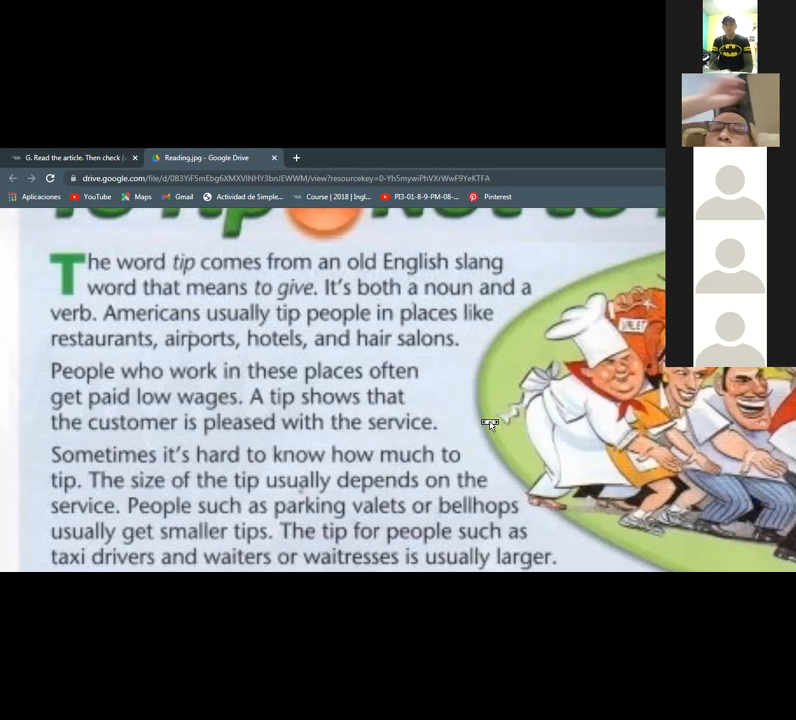 G. Read the article. Then check (
Reading.jpg - Google Drive
drive.google.com/file/d/0B3YiF5mEbg6XMXVlNHY3bnJEWWM/view?resourcekey=0-Yh5mywiPhVXrWwF9YeKTFA
Aplicaciones YouTube Maps Gmail Actividad de Simple... Course | 2018 | Ingl... PI3-01-8-9-PM-08-... Pinterest
The word tip comes from an old English slang
word that means to give. It's both a noun and a
verb. Americans usually tip people in places like
restaurants, airports, hotels, and hair salons.
People who work in these places often
get paid low wages. A tip shows that
the customer is pleased with the service.
Sometimes it's hard to know how much to
tip. The size of the tip usually depends on the
service. People such as parking valets or bellhops
usually get smaller tips. The tip for people such as
taxi drivers and waiters or waitresses is usually larger.
VALET